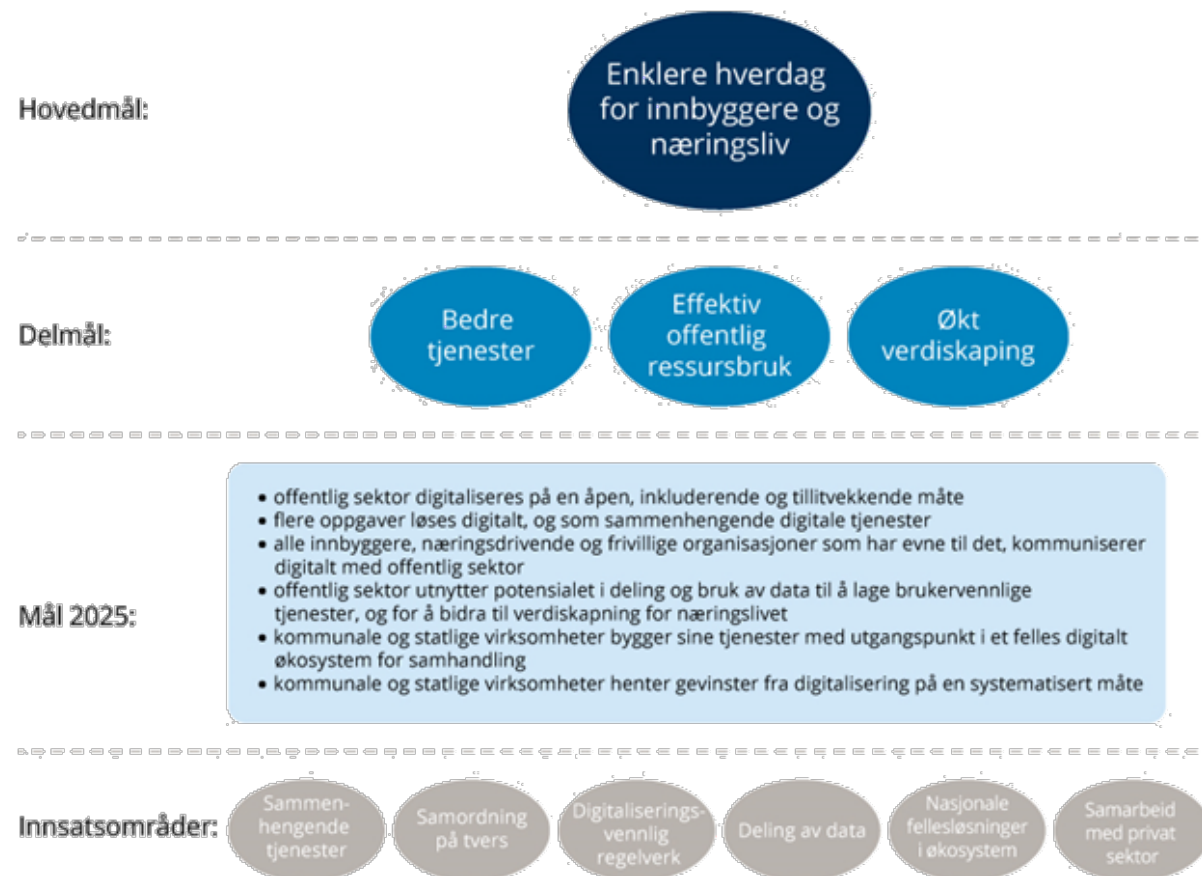 Hovedmål:
Enklere hverdag
for innbyggere og
næringsliv
Delmål:
Bedre
tjenester
Effektiv
offentlig
ressursbruk
Økt
verdiskaping
Mål 2025:
• offentlig sektor digitaliseres på en åpen, inkluderende og tillitvekkende måte
• flere oppgaver løses digitalt, og som sammenhengende digitale tjenester
• alle innbyggere, næringsdrivende og frivillige organisasjoner som har evne til det, kommuniserer
digitalt med offentlig sektor
• offentlig sektor utnytter potensialet i deling og bruk av data til å lage brukervennlige
tjenester, og for å bidra til verdiskapning for næringslivet
• kommunale og statlige virksomheter bygger sine tjenester med utgangspunkt i et felles digitalt
økosystem for samhandling
• kommunale og statlige virksomheter henter gevinster fra digitalisering på en systematisert måte
Innsatsområder:
Sammen-
hengende
tjenester
Samordning
på tvers
Digitaliserings-
vennlig
regelverk
Deling av data
Nasjonale
fellesløsninger
i økosystem
Samarbeid
med privat
sektor